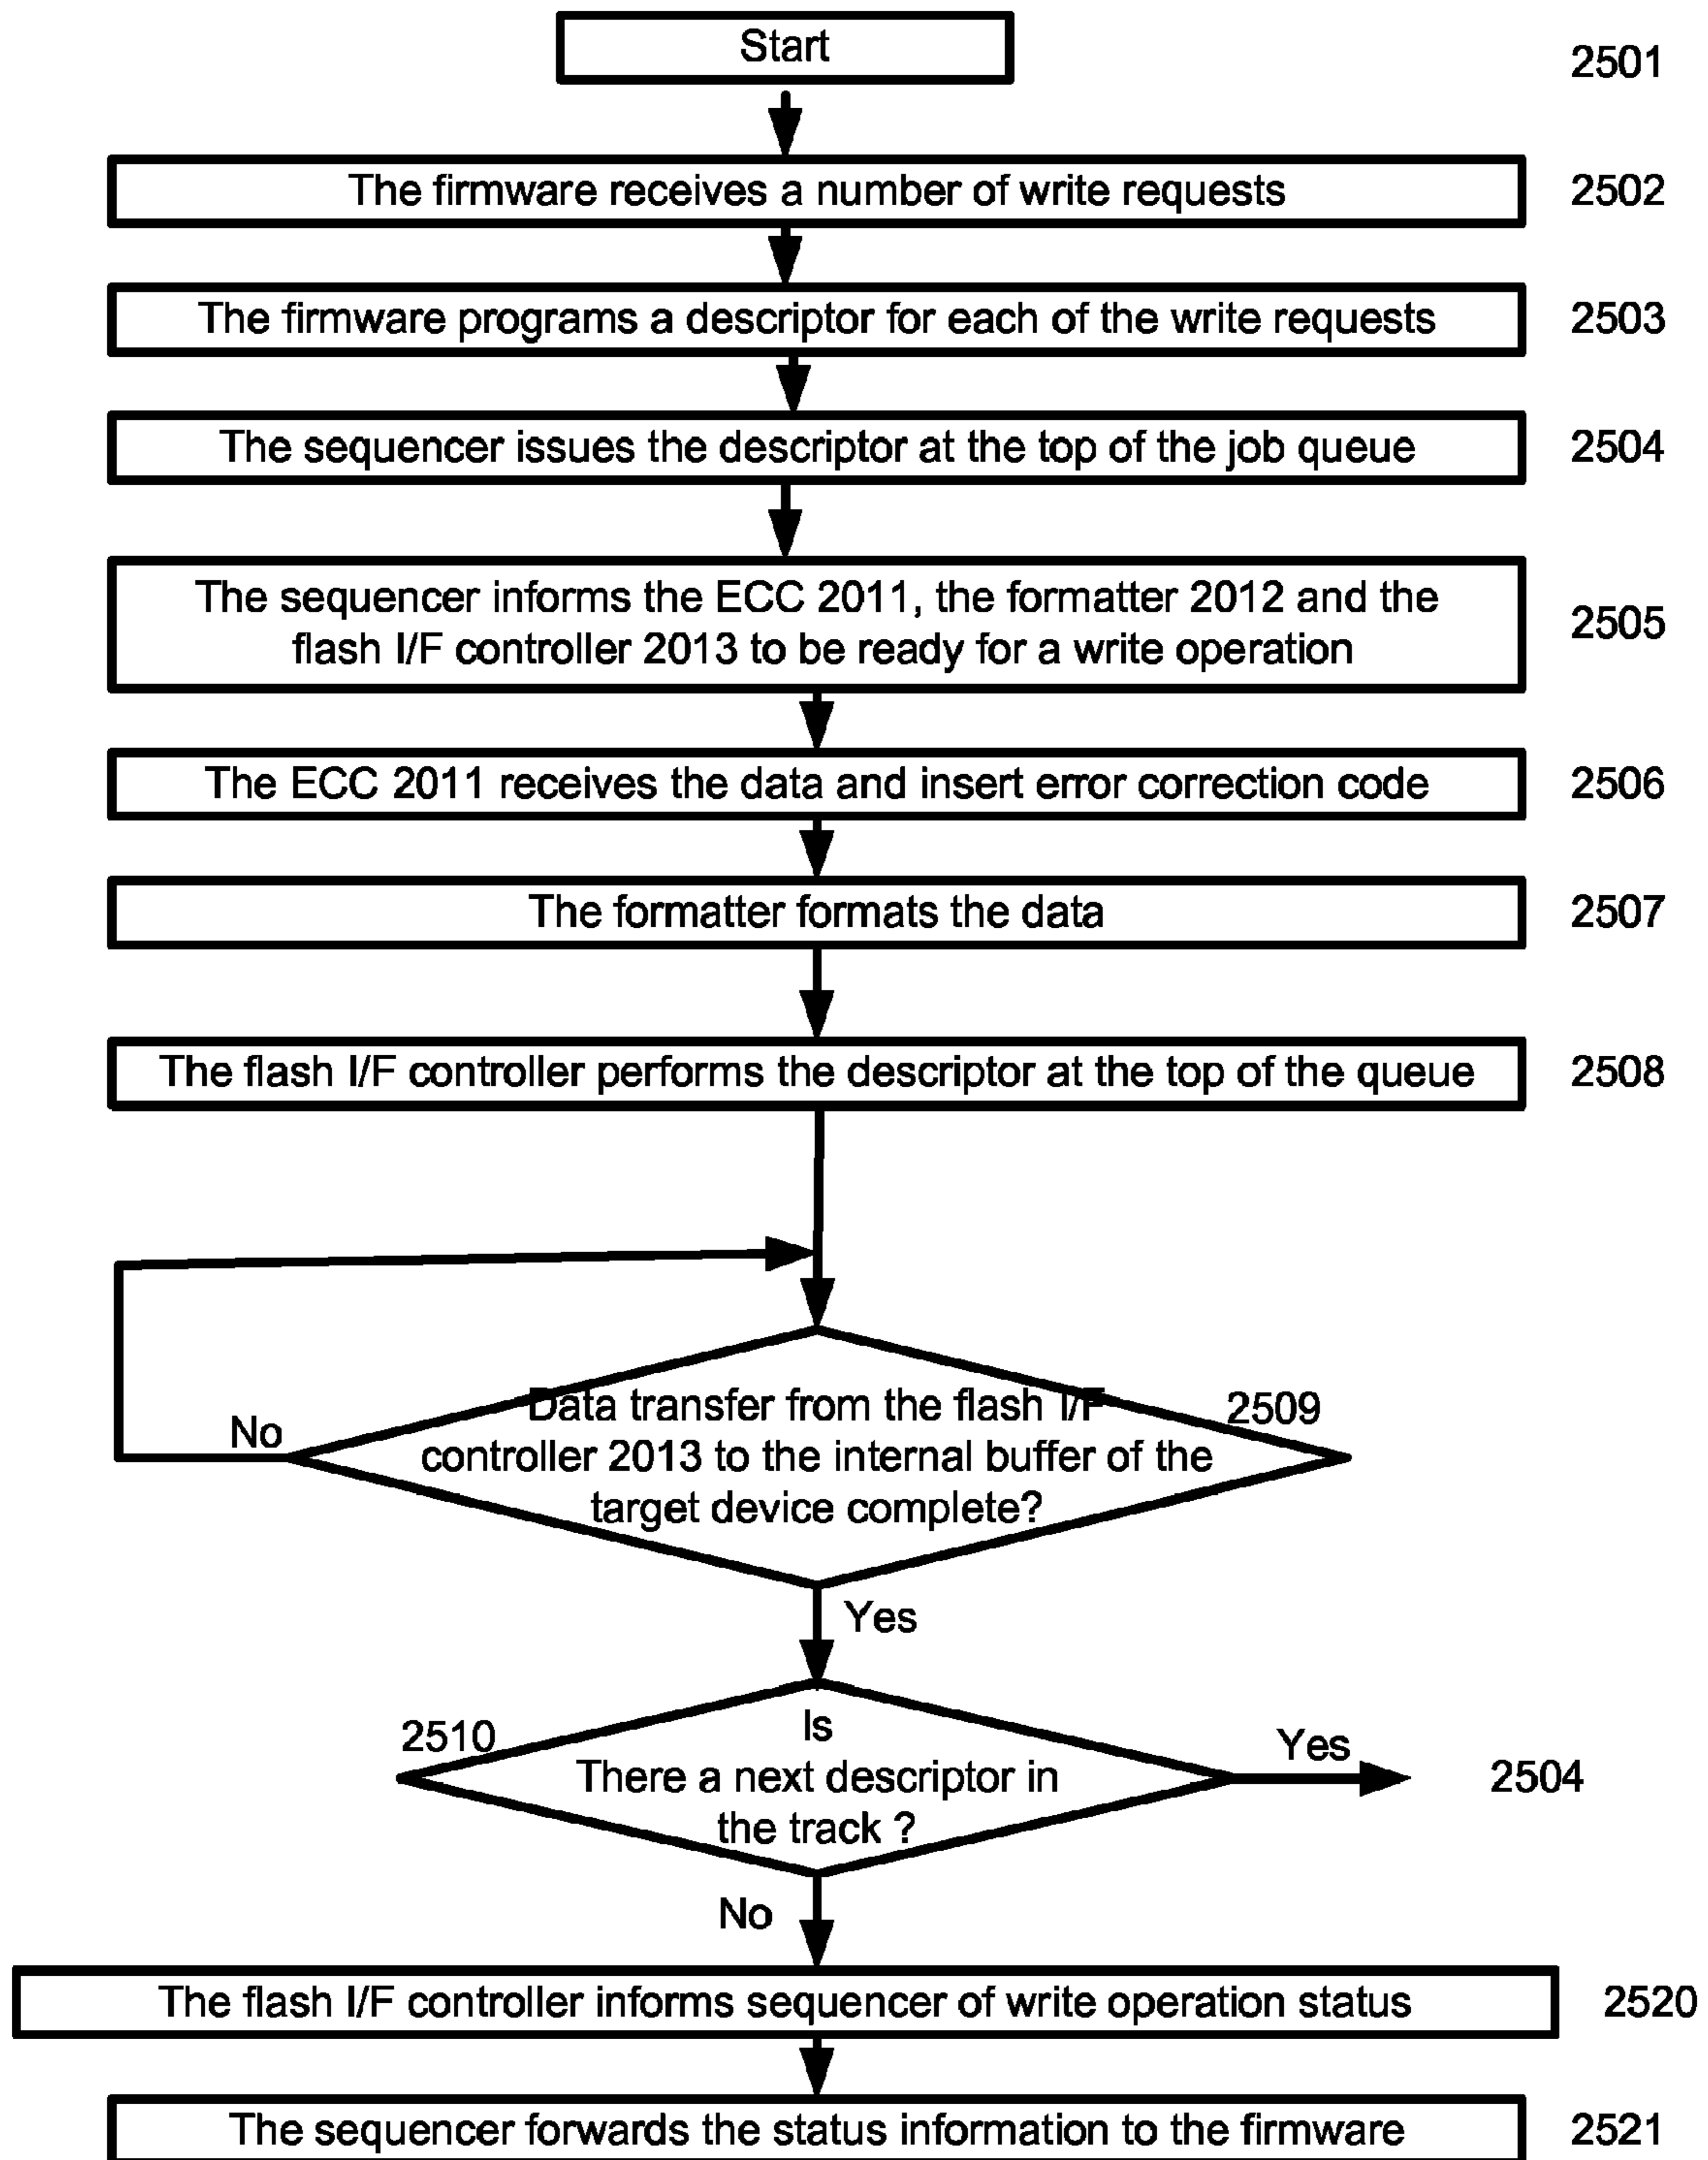 Start
2501
The firmware receives a number of write requests
2502
The firmware programs a descriptor for each of the write requests
2503
The sequencer issues the descriptor at the top of the job queue
2504
The sequencer informs the ECC 2011, the formatter 2012 and the
flash I/F controller 2013 to be ready for a write operation
2505
The ECC 2011 receives the data and insert error correction code
2506
The formatter formats the data
2507
The flash I/F controller performs the descriptor at the top of the queue
2508
Data transfer from the flash I/F
controller 2013 to the internal buffer of the
target device complete?
2509
No
Yes
2510
Is
There a next descriptor in
the track ?
Yes
2504
No
The flash I/F controller informs sequencer of write operation status
2520
The sequencer forwards the status information to the firmware
2521